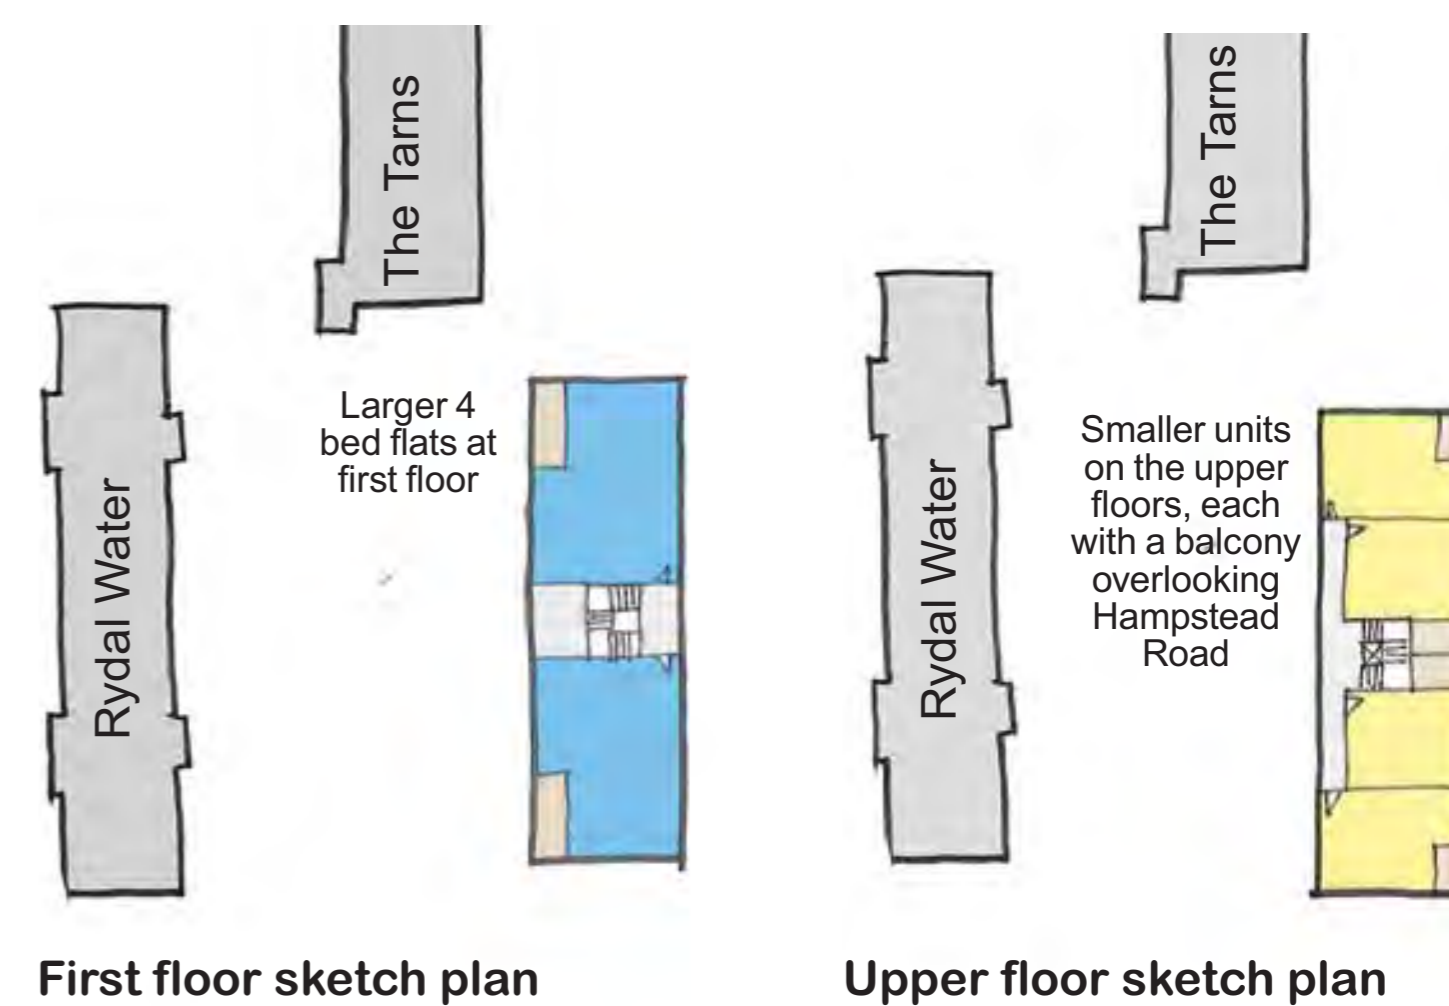 The Tarns
Rydal Water
Larger 4
bed flats at
first floor
First floor sketch plan
The Tarns
Rydal Water
Smaller units
on the upper
floors, each
with a balcony
overlooking
Hampstead
Road
Upper floor sketch plan